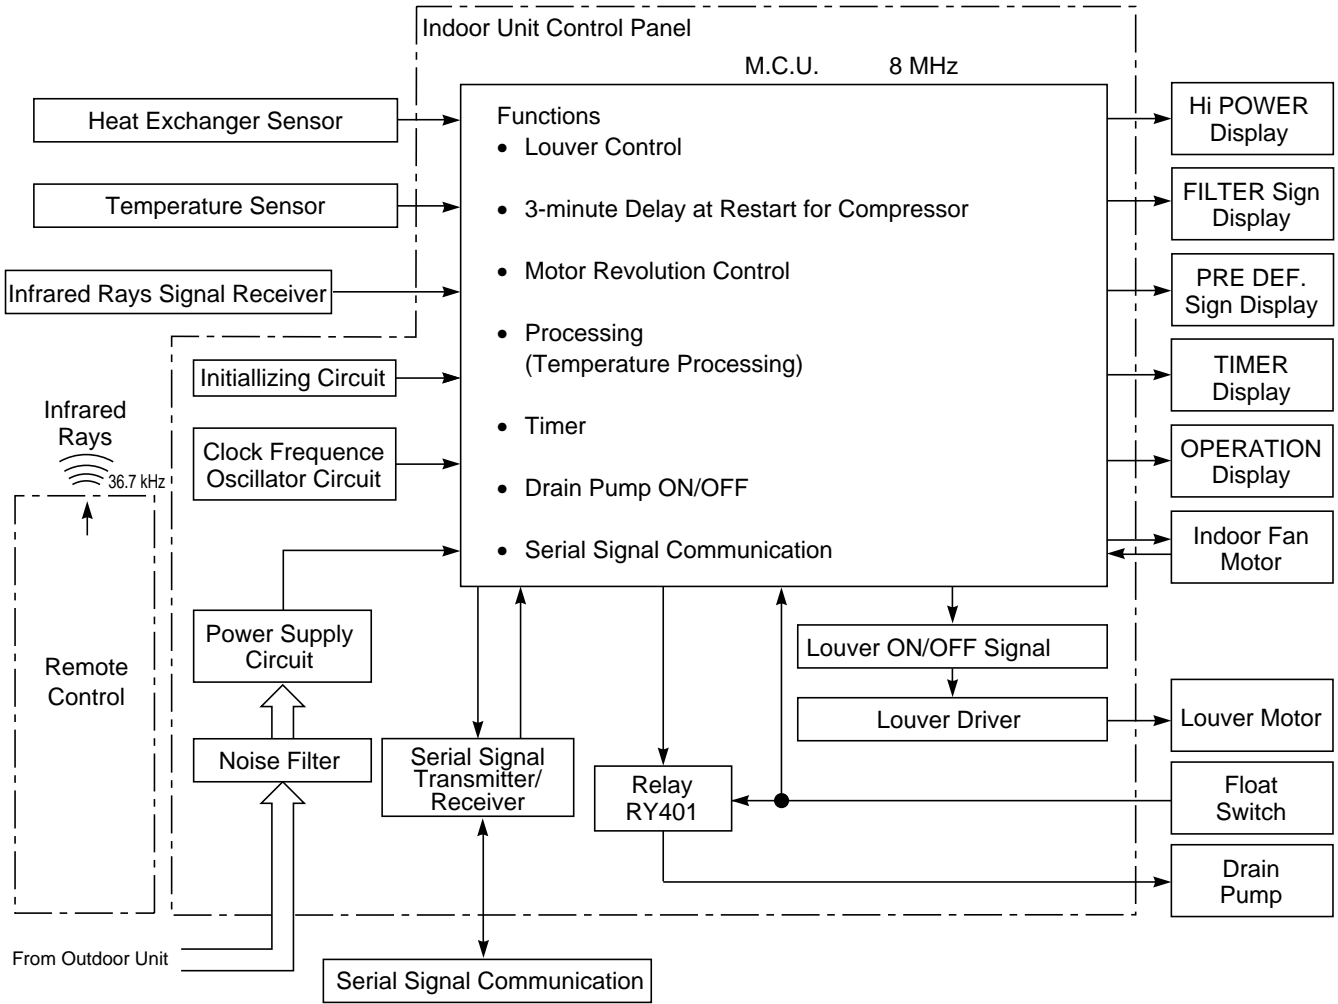 Indoor Unit Control Panel
M.C.U. 8 MHz
Heat Exchanger Sensor
Temperature Sensor
Infrared Rays Signal Receiver
Initiallizing Circuit
Clock Frequence
Oscillator Circuit
Infrared
Rays
36.7 kHz
Remote
Control
Power Supply
Circuit
Noise Filter
From Outdoor Unit
Functions
• Louver Control
• 3-minute Delay at Restart for Compressor
• Motor Revolution Control
• Processing
(Temperature Processing)
• Timer
• Drain Pump ON/OFF
• Serial Signal Communication
Serial Signal
Transmitter/
Receiver
Serial Signal Communication
Relay
RY401
Louver ON/OFF Signal
Louver Driver
Hi POWER
Display
FILTER Sign
Display
PRE DEF.
Sign Display
TIMER
Display
OPERATION
Display
Indoor Fan
Motor
Louver Motor
Float
Switch
Drain
Pump